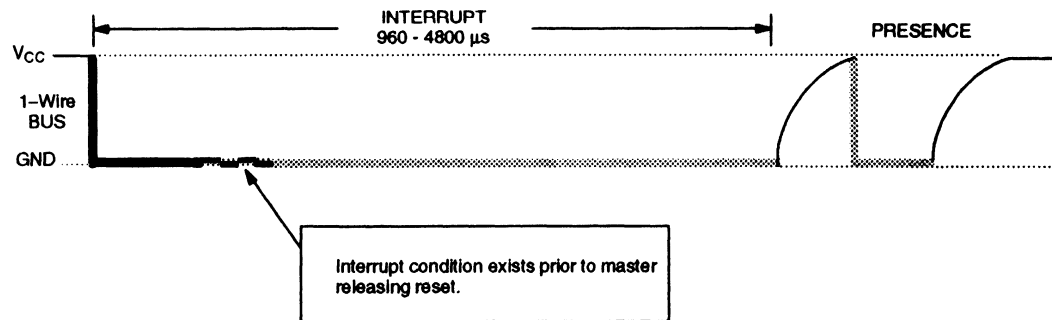 INTERRUPT
960 - 4800 µs
PRESENCE
VCC
1–Wire
BUS
GND
Interrupt condition exists prior to master
releasing reset.